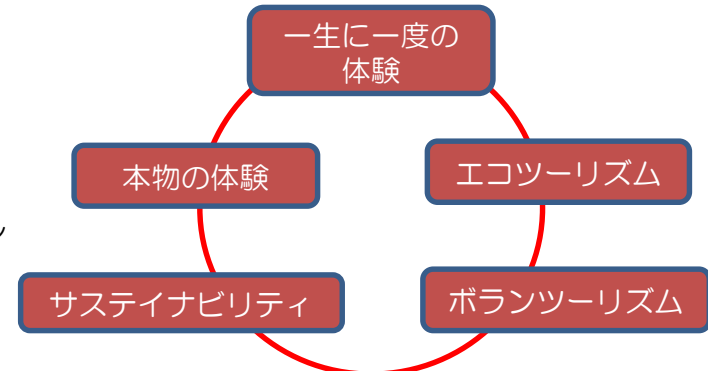 一生に一度の
体験
本物の体験
エコツーリズム
サステイナビリティ
ボランツーリズム